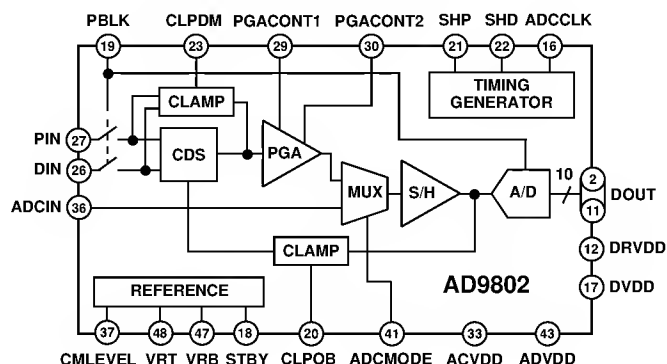 PBLK CLPDM PGACONT1 PGACONT2 SHP SHD ADCCLK
19 23 29 30 21 22 16
TIMING
GENERATOR
CLAMP
PIN 27
CDS
PGA
DIN 26
MUX
S/H
A/D
10
2
DOUT
11
ADCIN 36
CLAMP
12 DRVDD
AD9802
17 DVDD
REFERENCE
37 48 47 18 20 41 33 43
CMLEVEL VRT VRB STBY CLPOB ADCMODE ACVDD ADVDD